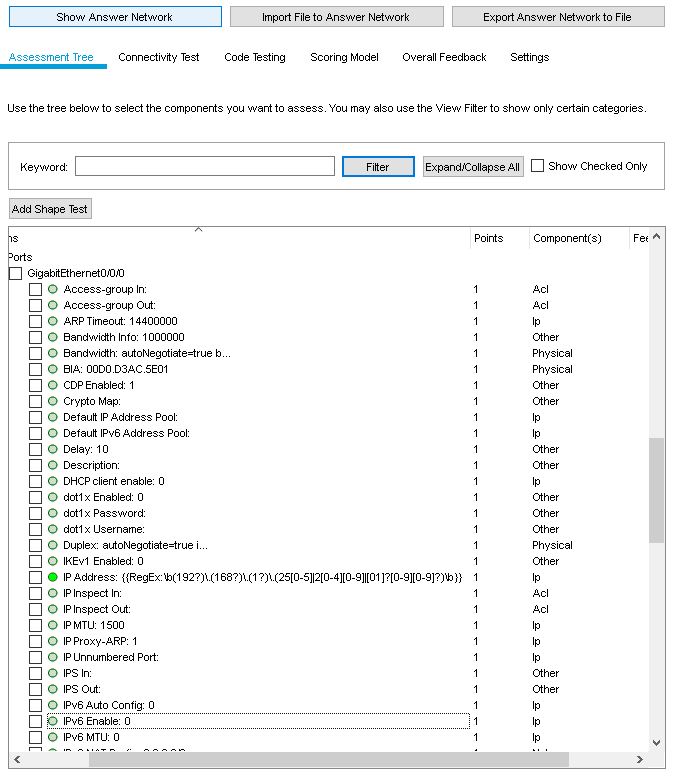 Show Answer Network Import File to Answer Network Export Answer Network to File
Assessment Tree Connectivity Test Code Testing Scoring Model Overall Feedback Settings
Use the tree below to select the components you want to assess. You may also use the View Filter to show only certain categories.
Keyword: Filter Expand/Collapse All Show Checked Only
Add Shape Test
ns Points Component(s) Fee
Ports
GigabitEthernet0/0/0
Access-group In: 1 Acl
Access-group Out: 1 Acl
ARP Timeout: 14400000 1 Ip
Bandwidth Info: 1000000 1 Other
Bandwidth: autoNegotiate=true b... 1 Physical
BIA: 00D0.D3AC.5E01 1 Physical
CDP Enabled: 1 1 Other
Crypto Map: 1 Other
Default IP Address Pool: 1 Ip
Default IPv6 Address Pool: 1 Ip
Delay: 10 1 Other
Description: 1 Other
DHCP client enable: 0 1 Ip
dot1x Enabled: 0 1 Other
dot1x Password: 1 Other
dot1x Username: 1 Other
Duplex: autoNegotiate=true i... 1 Physical
IKEv1 Enabled: 0 1 Other
IP Address: {{RegEx:\b(192?)\.(168?)\.(1?)\.(25[0-5]|2[0-4][0-9]|[01]?[0-9][0-9]?)\b}} 1 Ip
IP Inspect In: 1 Acl
IP Inspect Out: 1 Acl
IP MTU: 1500 1 Ip
IP Proxy-ARP: 1 1 Ip
IP Unnumbered Port: 1 Ip
IPS In: 1 Other
IPS Out: 1 Other
IPv6 Auto Config: 0 1 Ip
IPv6 Enable: 0 1 Ip
IPv6 MTU: 0 1 Ip